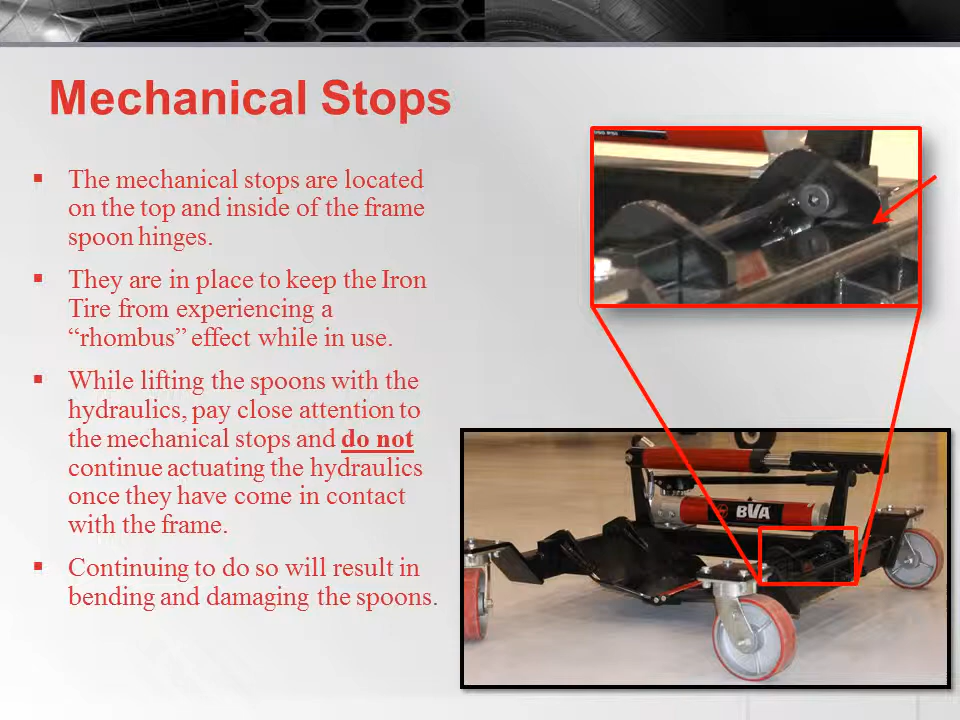 Mechanical Stops
▪ The mechanical stops are located
on the top and inside of the frame
spoon hinges.
▪ They are in place to keep the Iron
Tire from experiencing a
“rhombus” effect while in use.
▪ While lifting the spoons with the
hydraulics, pay close attention to
the mechanical stops and do not
continue actuating the hydraulics
once they have come in contact
with the frame.
▪ Continuing to do so will result in
bending and damaging the spoons.
BVA